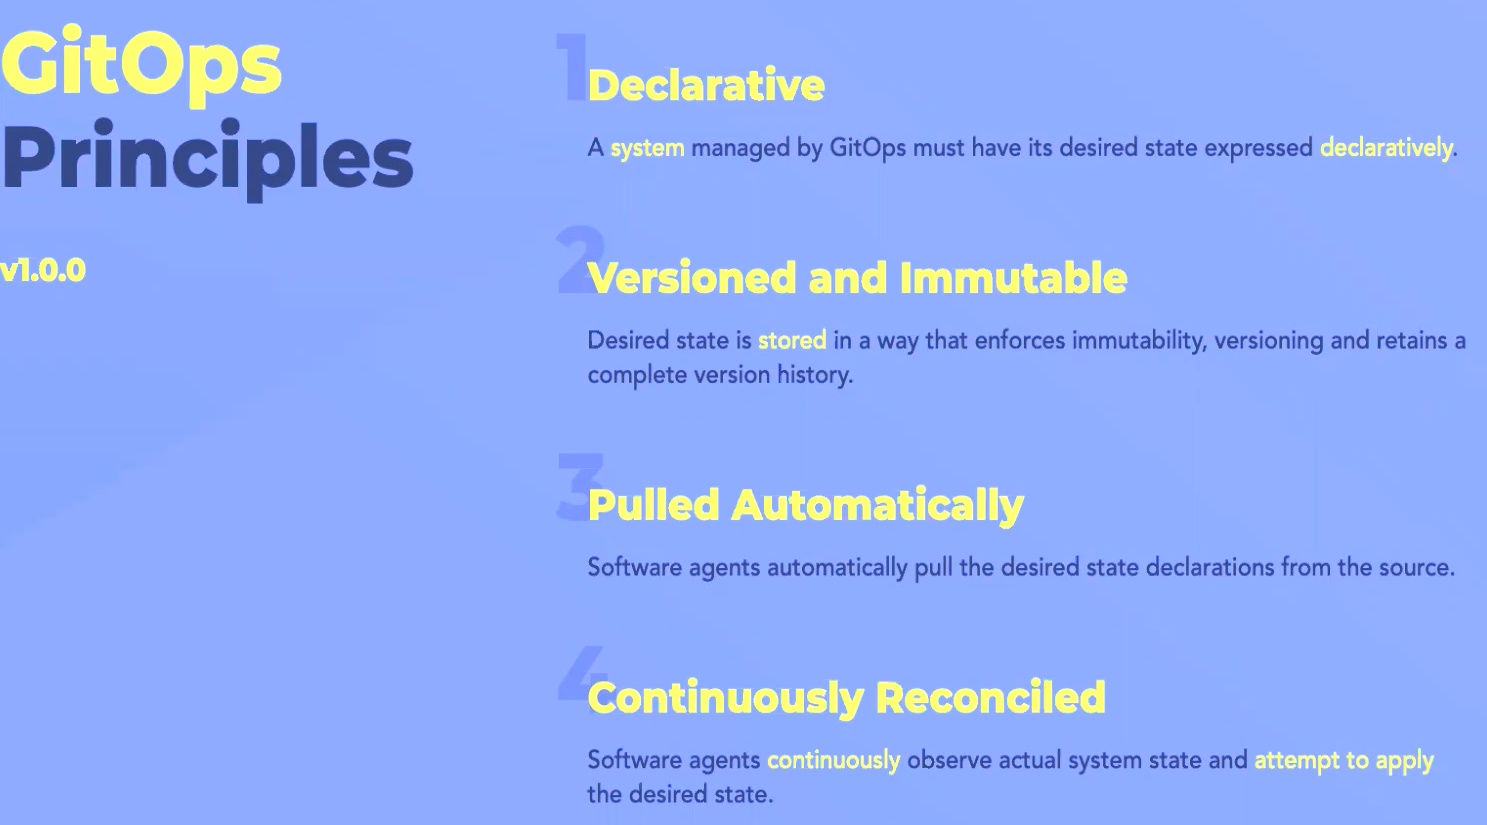 GitOps
Principles
v1.0.0
1
Declarative
A system managed by GitOps must have its desired state expressed declaratively.
2
Versioned and Immutable
Desired state is stored in a way that enforces immutability, versioning and retains a
complete version history.
3
Pulled Automatically
Software agents automatically pull the desired state declarations from the source.
4
Continuously Reconciled
Software agents continuously observe actual system state and attempt to apply
the desired state.